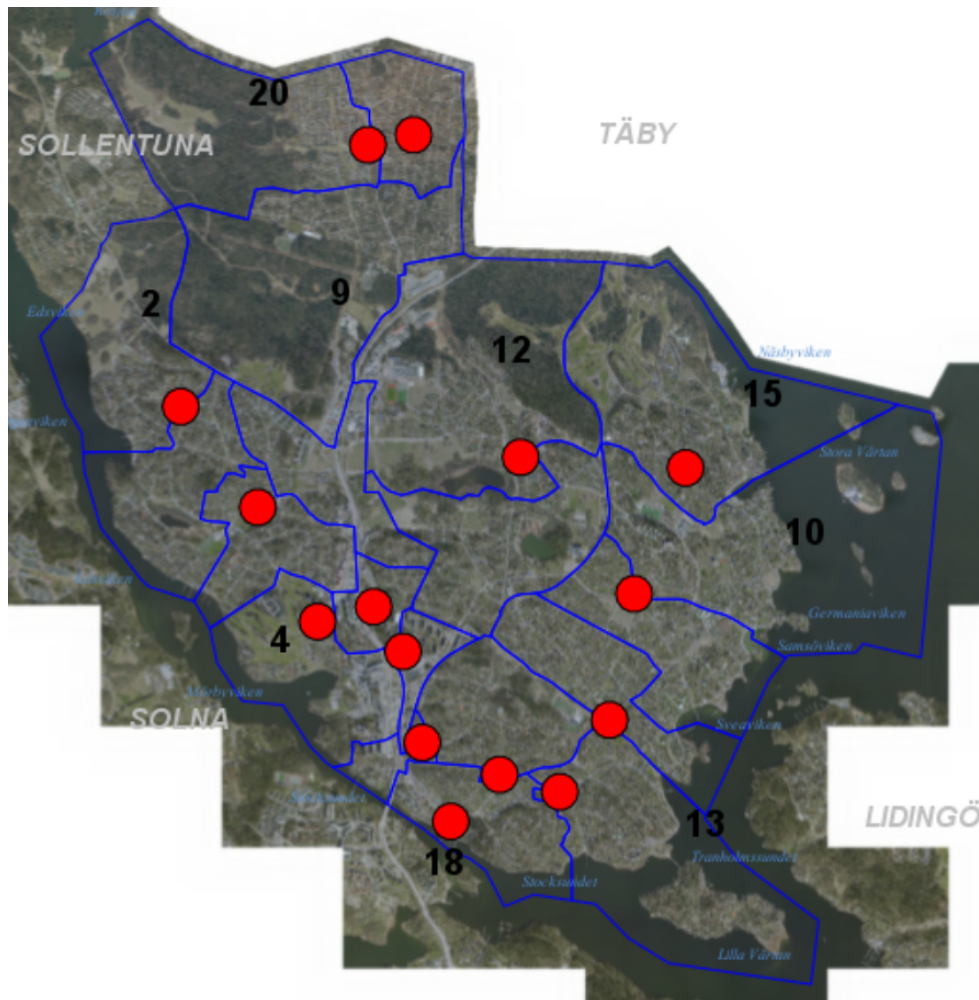 20
SOLLENTUNA
TÄBY
2
9
Edsviken
12
Näsbyviken
15
Stora Värtan
10
Germaniaviken
4
Samsöviken
SOLNA
Sveaviken
13
LIDINGÖ
18
Tranholmssundet
Stocksundet
Lilla Värtan